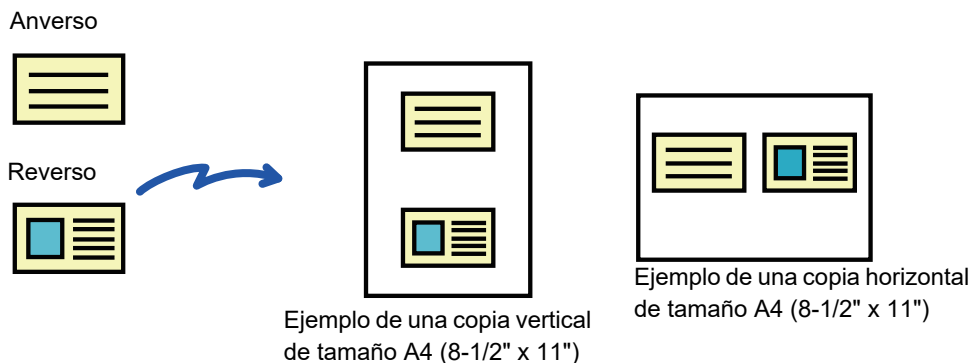 Anverso
Reverso
Ejemplo de una copia vertical
de tamaño A4 (8-1/2" x 11")
Ejemplo de una copia horizontal
de tamaño A4 (8-1/2" x 11")